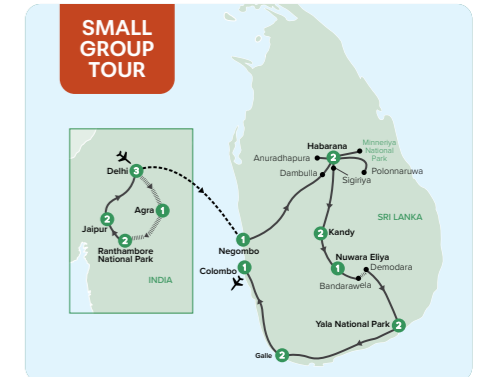 SMALL
GROUP
TOUR
Habarana
2
Minneriya
National
Park
Anuradhapura
Dambulla
Sigiriya
Polonnaruwa
Delhi 3
Agra 1
2
Jaipur
2
Ranthambore
National Park
INDIA
SRI LANKA
2 Kandy
1
Negombo
Nuwara Eliya
1
Demodara
Bandarawela
Colombo 1
Yala National Park 2
Galle 2